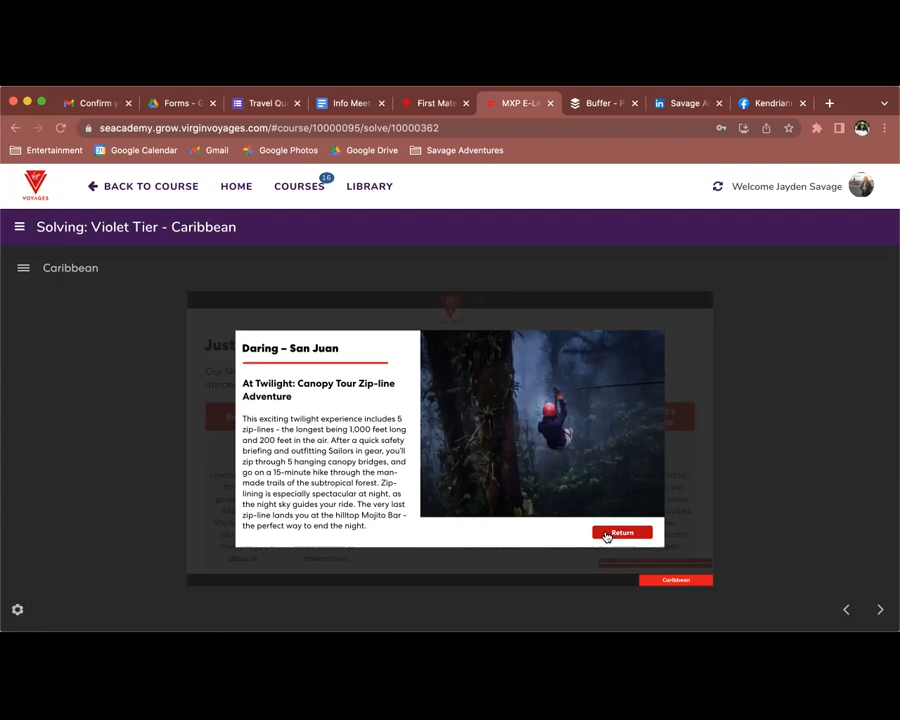 Confirm y
Forms - G
Travel Qu
Info Meet
First Mate
MXP E-Le
Buffer - P
Savage A
Kendrian
seacademy.grow.virginvoyages.com/#course/10000095/solve/10000362
Entertainment
Google Calendar
Gmail
Google Photos
Google Drive
Savage Adventures
VOYAGES
BACK TO COURSE
HOME
COURSES
16
LIBRARY
Welcome Jayden Savage
Solving: Violet Tier - Caribbean
Caribbean
Just
Our Sh
minde
Daring – San Juan
At Twilight: Canopy Tour Zip-line
Adventure
This exciting twilight experience includes 5
zip-lines - the longest being 1,000 feet long
and 200 feet in the air. After a quick safety
briefing and outfitting Sailors in gear, you'll
zip through 5 hanging canopy bridges, and
go on a 15-minute hike through the man-
made trails of the subtropical forest. Zip-
lining is especially spectacular at night, as
the night sky guides your ride. The very last
zip-line lands you at the hilltop Mojito Bar -
the perfect way to end the night.
Return
Caribbean